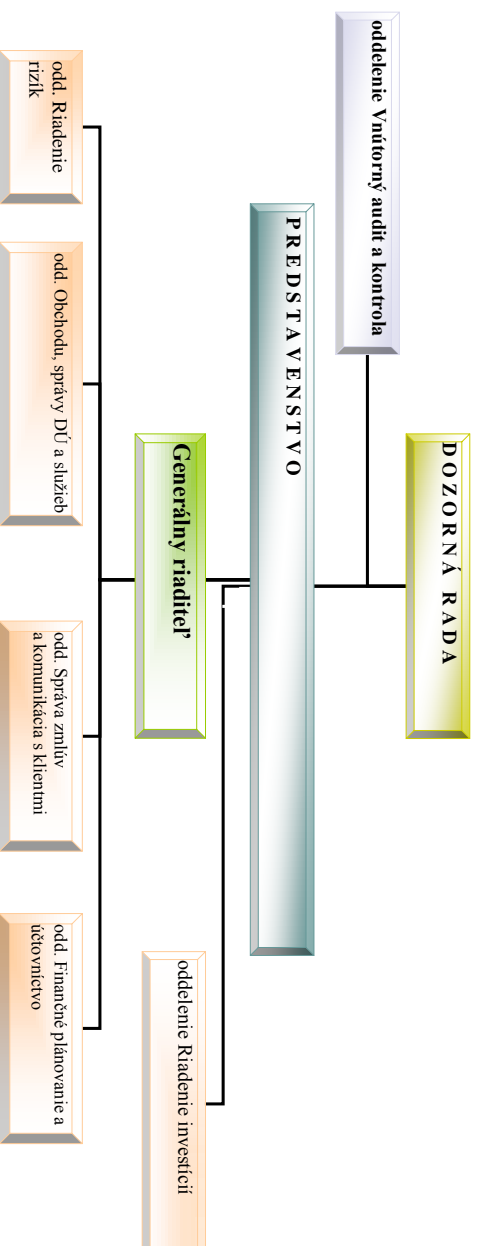 DOZORNÁ RADA
oddelenie Vnútorný audit a kontrola
PREDSTAVENSTVO
Generálny riaditeľ
oddelenie Riadenie investícií
odd. Riadenie
rizík
odd. Obchodu, správy DÚ a služieb
odd. Správa zmlúv
a komunikácia s klientmi
odd. Finančné plánovanie a
účtovníctvo